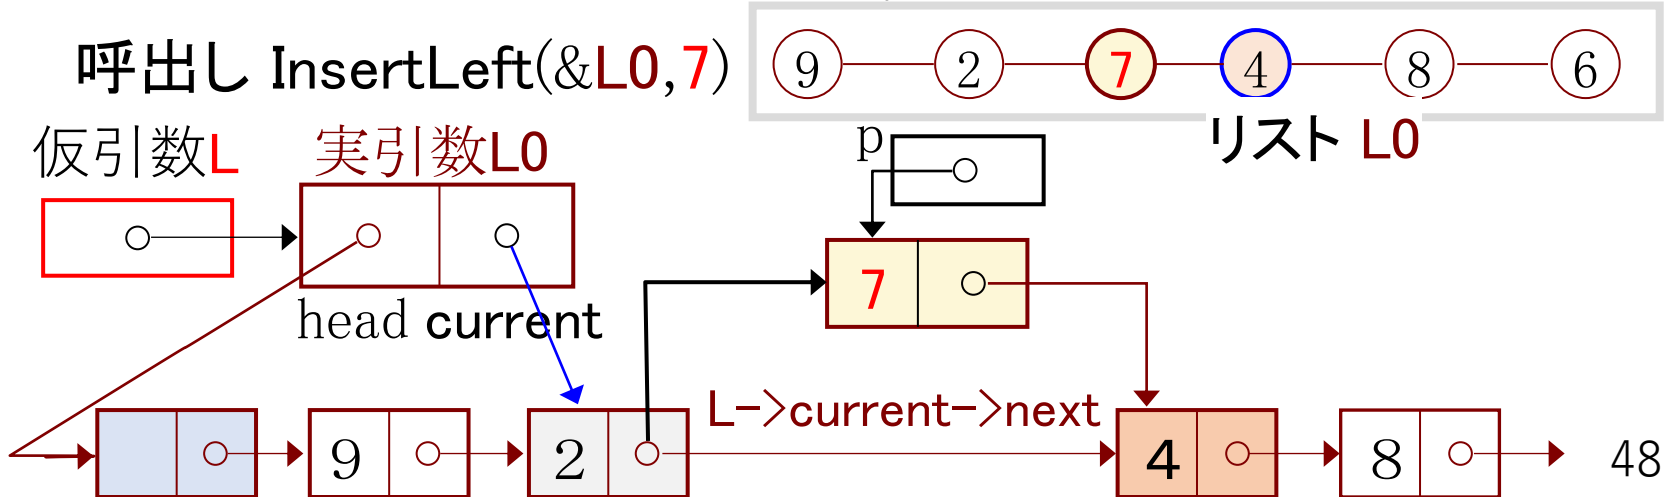 呼出し InsertLeft(&L0,7)
9 2 7 4 8 6
リスト L0
仮引数L 実引数L0
p
7
head current
L->current->next
9 2 4 8
48